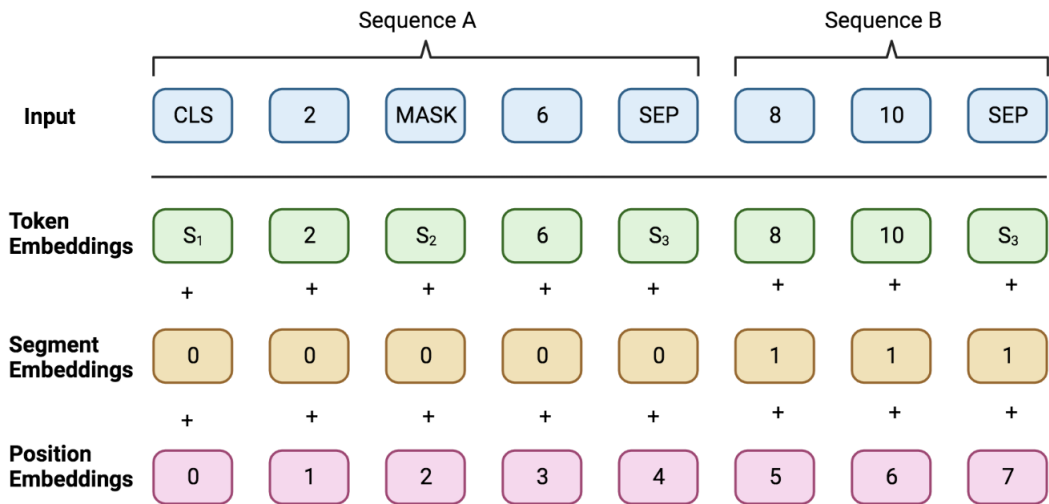 Sequence A Sequence B
Input CLS 2 MASK 6 SEP 8 10 SEP
Token
Embeddings S₁ 2 S₂ 6 S₃ 8 10 S₃
+ + + + + + + +
Segment
Embeddings 0 0 0 0 0 1 1 1
+ + + + + + + +
Position
Embeddings 0 1 2 3 4 5 6 7